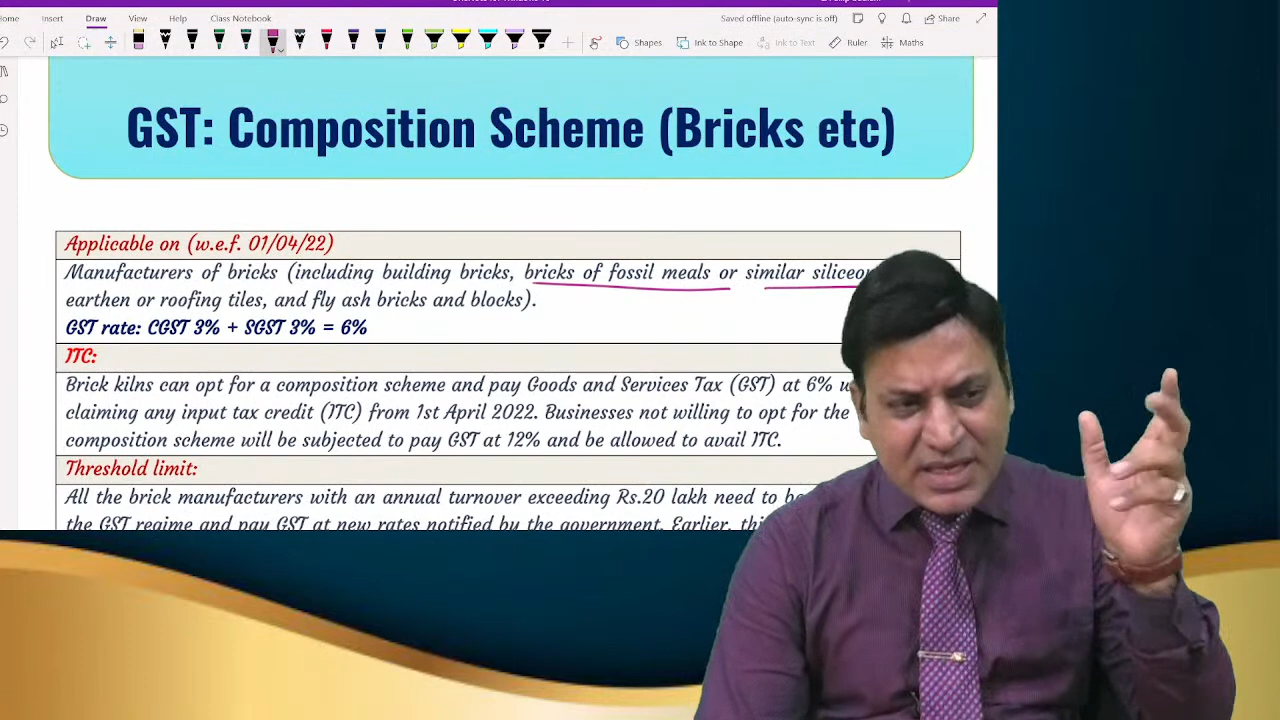 Home Insert Draw View Help Class Notebook Saved offline (auto-sync is off) Share
Shapes Ink to Shape Ink to Text Ruler Maths
GST: Composition Scheme (Bricks etc)
Applicable on (w.e.f. 01/04/22)
Manufacturers of bricks (including building bricks, bricks of fossil meals or similar
earthen or roofing tiles, and fly ash bricks and blocks).
GST rate: CGST 3% + SGST 3% = 6%
ITC:
Brick kilns can opt for a composition scheme and pay Goods and Services Tax (GST) at 6%
claiming any input tax credit (ITC) from 1st April 2022. Businesses not willing to opt for the
composition scheme will be subjected to pay GST at 12% and be allowed to avail ITC.
Threshold limit:
All the brick manufacturers with an annual turnover exceeding Rs.20 lakh need to
the GST regime and pay GST at new rates notified by the government. Earlier,